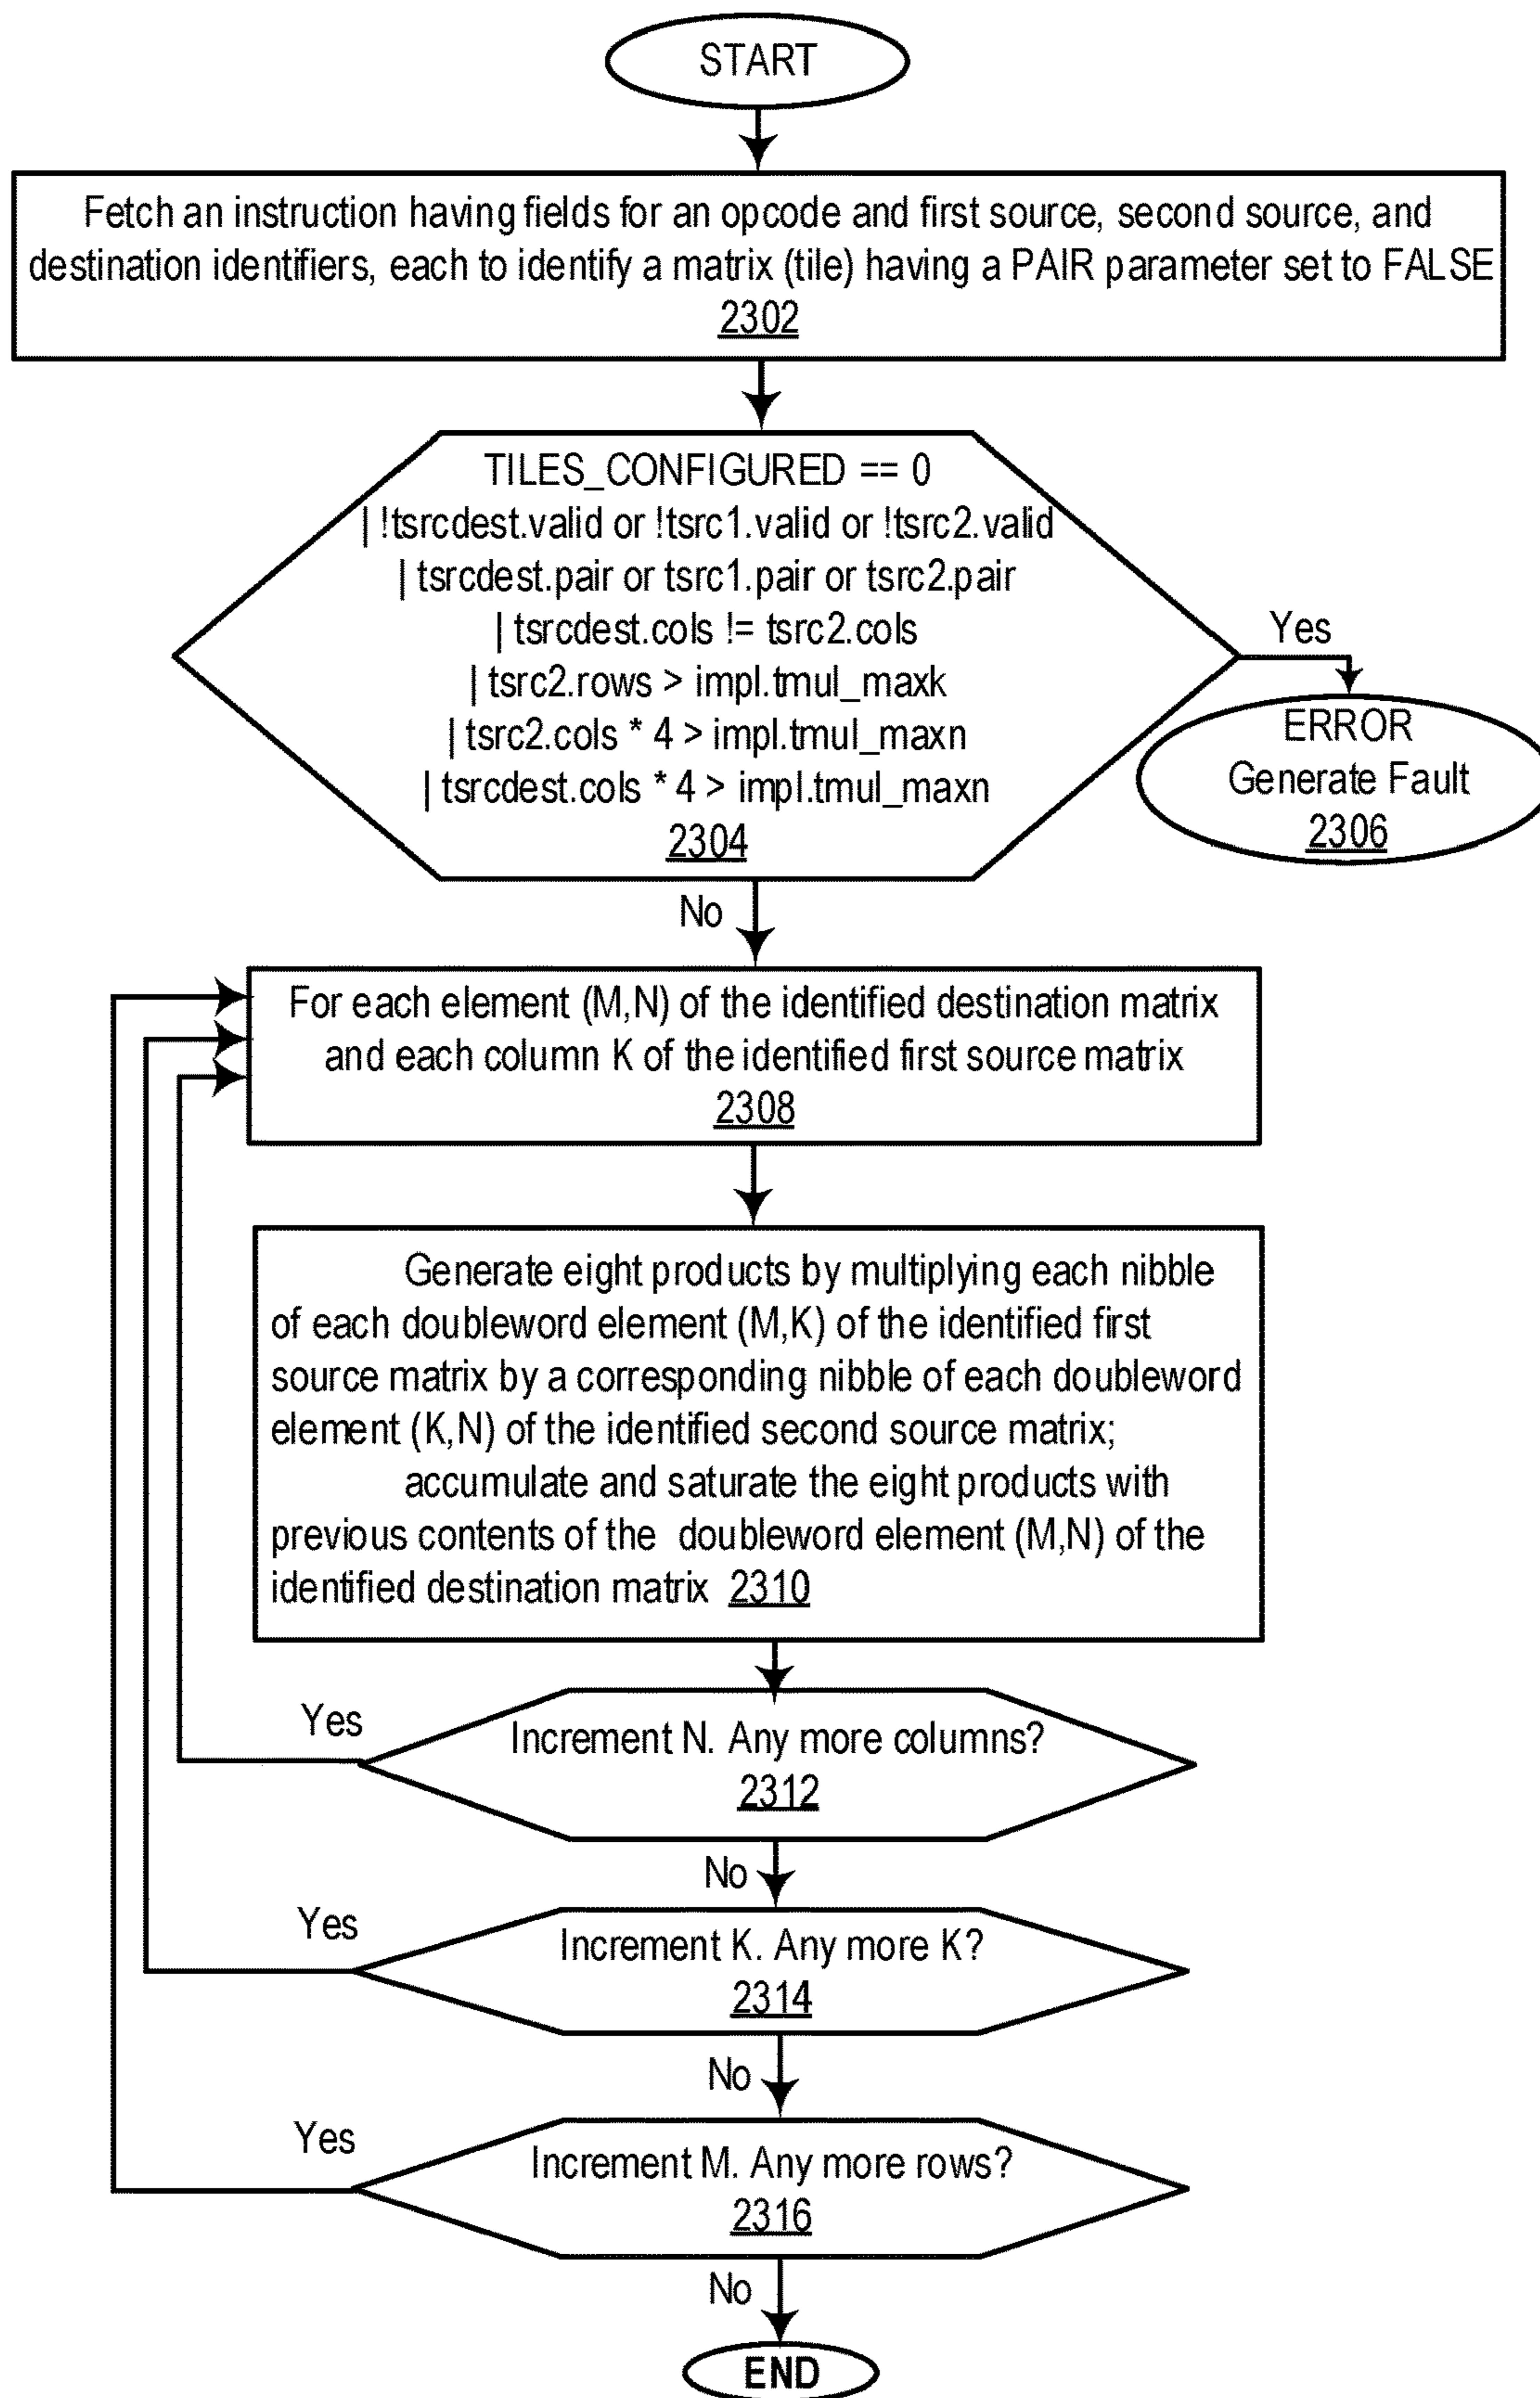 START
Fetch an instruction having fields for an opcode and first source, second source, and
destination identifiers, each to identify a matrix (tile) having a PAIR parameter set to FALSE
2302
TILES_CONFIGURED == 0
| !tsrcdest.valid or !tsrc1.valid or !tsrc2.valid
| tsrcdest.pair or tsrc1.pair or tsrc2.pair
| tsrcdest.cols != tsrc2.cols
| tsrc2.rows > impl.tmul_maxk
| tsrc2.cols * 4 > impl.tmul_maxn
| tsrcdest.cols * 4 > impl.tmul_maxn
2304
Yes
ERROR
Generate Fault
2306
No
For each element (M,N) of the identified destination matrix
and each column K of the identified first source matrix
2308
Generate eight products by multiplying each nibble
of each doubleword element (M,K) of the identified first
source matrix by a corresponding nibble of each doubleword
element (K,N) of the identified second source matrix;
accumulate and saturate the eight products with
previous contents of the doubleword element (M,N) of the
identified destination matrix 2310
Yes
Increment N. Any more columns?
2312
No
Yes
Increment K. Any more K?
2314
No
Yes
Increment M. Any more rows?
2316
No
END